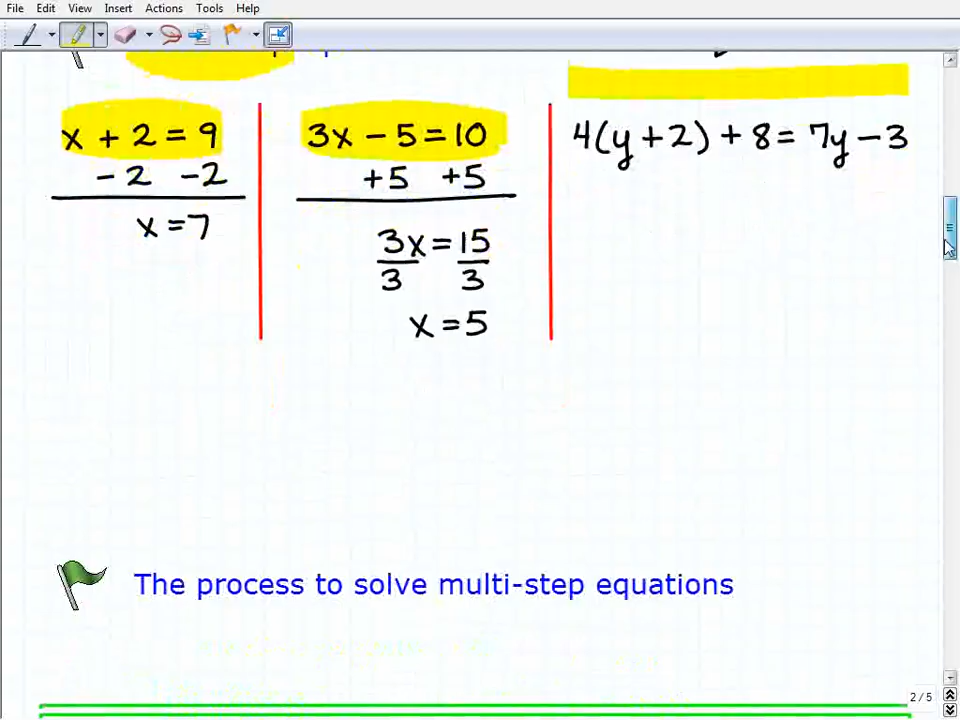 File Edit View Insert Actions Tools Help
x + 2 = 9
- 2 -2
x = 7
3x - 5 = 10
+5 +5
3x = 15
3 3
x = 5
4(y + 2) + 8 = 7y - 3
The process to solve multi-step equations
2 / 5